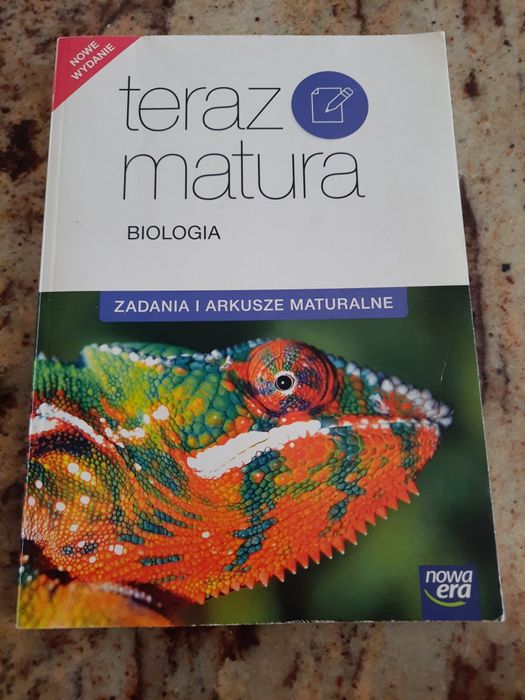 NOWE
WYDANIE
teraz
matura
BIOLOGIA
ZADANIA I ARKUSZE MATURALNE
nowa
era